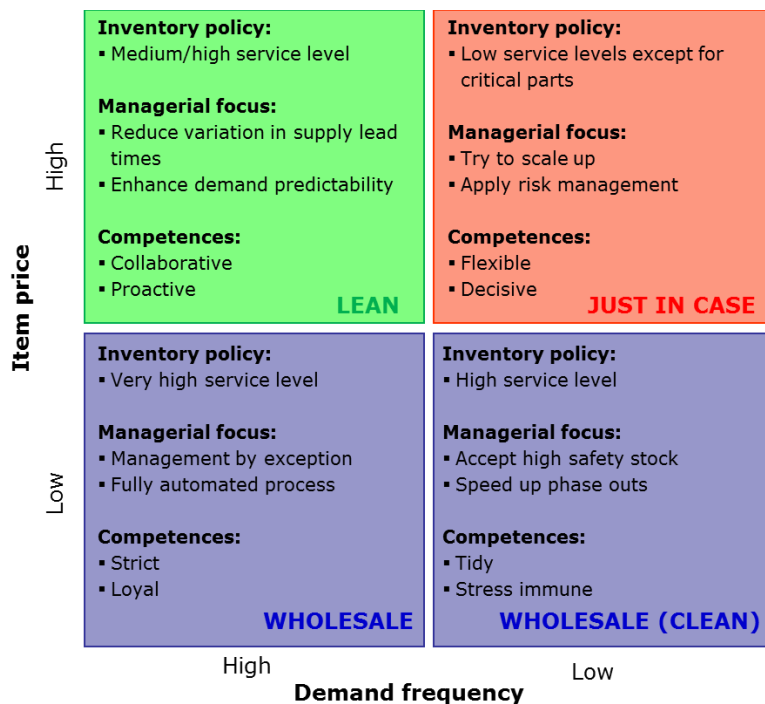 Inventory policy:
▪ Medium/high service level
Managerial focus:
▪ Reduce variation in supply lead
times
▪ Enhance demand predictability
Competences:
▪ Collaborative
▪ Proactive
LEAN
Inventory policy:
▪ Low service levels except for
critical parts
Managerial focus:
▪ Try to scale up
▪ Apply risk management
Competences:
▪ Flexible
▪ Decisive
JUST IN CASE
High
Item price
Low
Inventory policy:
▪ Very high service level
Managerial focus:
▪ Management by exception
▪ Fully automated process
Competences:
▪ Strict
▪ Loyal
WHOLESALE
Inventory policy:
▪ High service level
Managerial focus:
▪ Accept high safety stock
▪ Speed up phase outs
Competences:
▪ Tidy
▪ Stress immune
WHOLESALE (CLEAN)
High
Low
Demand frequency